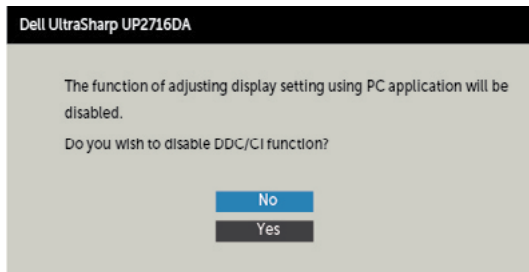 Dell UltraSharp UP2716DA
The function of adjusting display setting using PC application will be
disabled.
Do you wish to disable DDC/CI function?
No
Yes